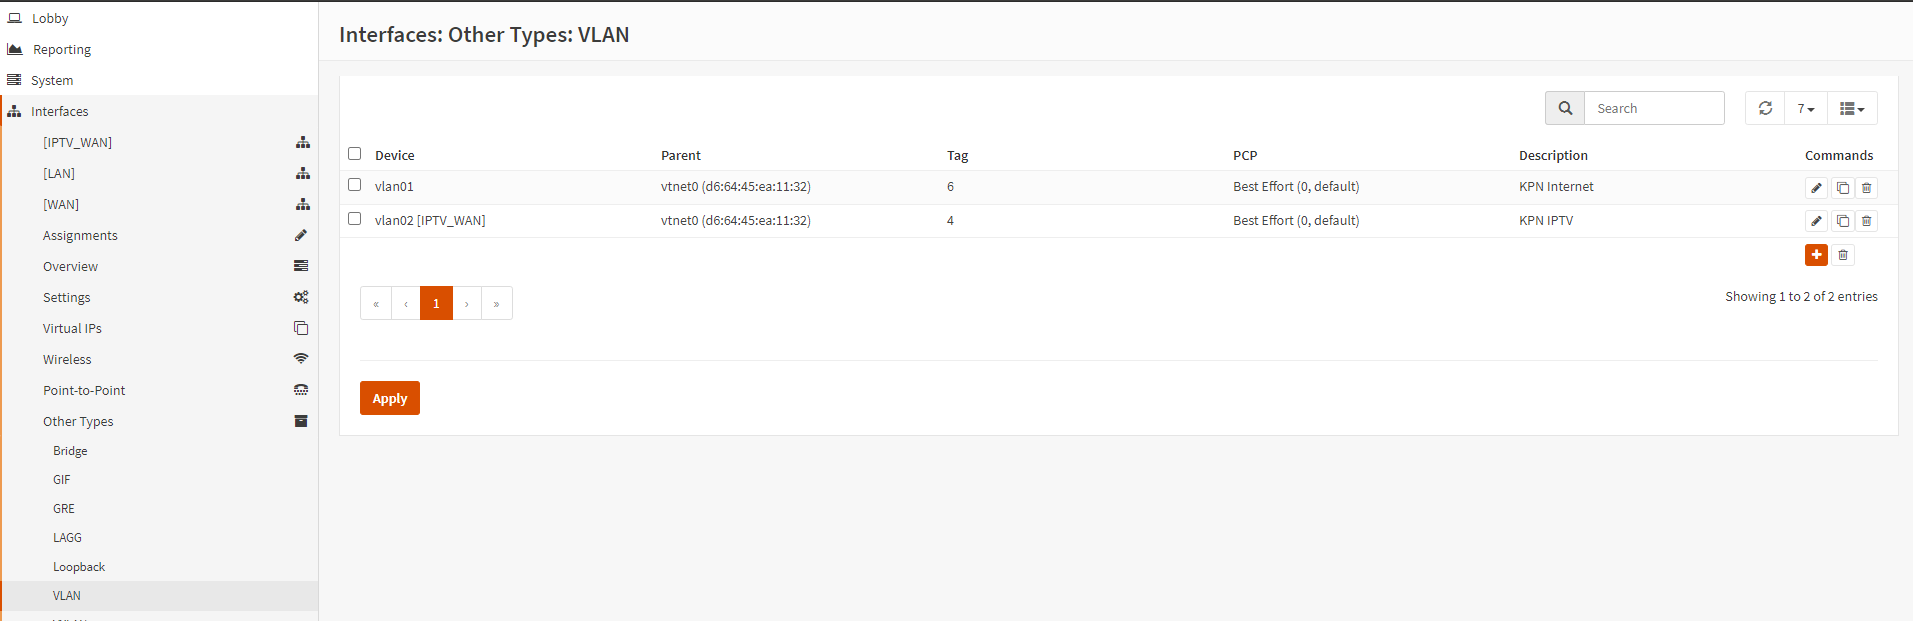 Lobby
Reporting
System
Interfaces
[IPTV_WAN]
[LAN]
[WAN]
Assignments
Overview
Settings
Virtual IPs
Wireless
Point-to-Point
Other Types
Bridge
GIF
GRE
LAGG
Loopback
VLAN
Interfaces: Other Types: VLAN
Search
7
Device Parent Tag PCP Description Commands
vlan01 vtnet0 (d6:64:45:ea:11:32) 6 Best Effort (0, default) KPN Internet
vlan02 [IPTV_WAN] vtnet0 (d6:64:45:ea:11:32) 4 Best Effort (0, default) KPN IPTV
« ‹ 1 › »
Showing 1 to 2 of 2 entries
Apply